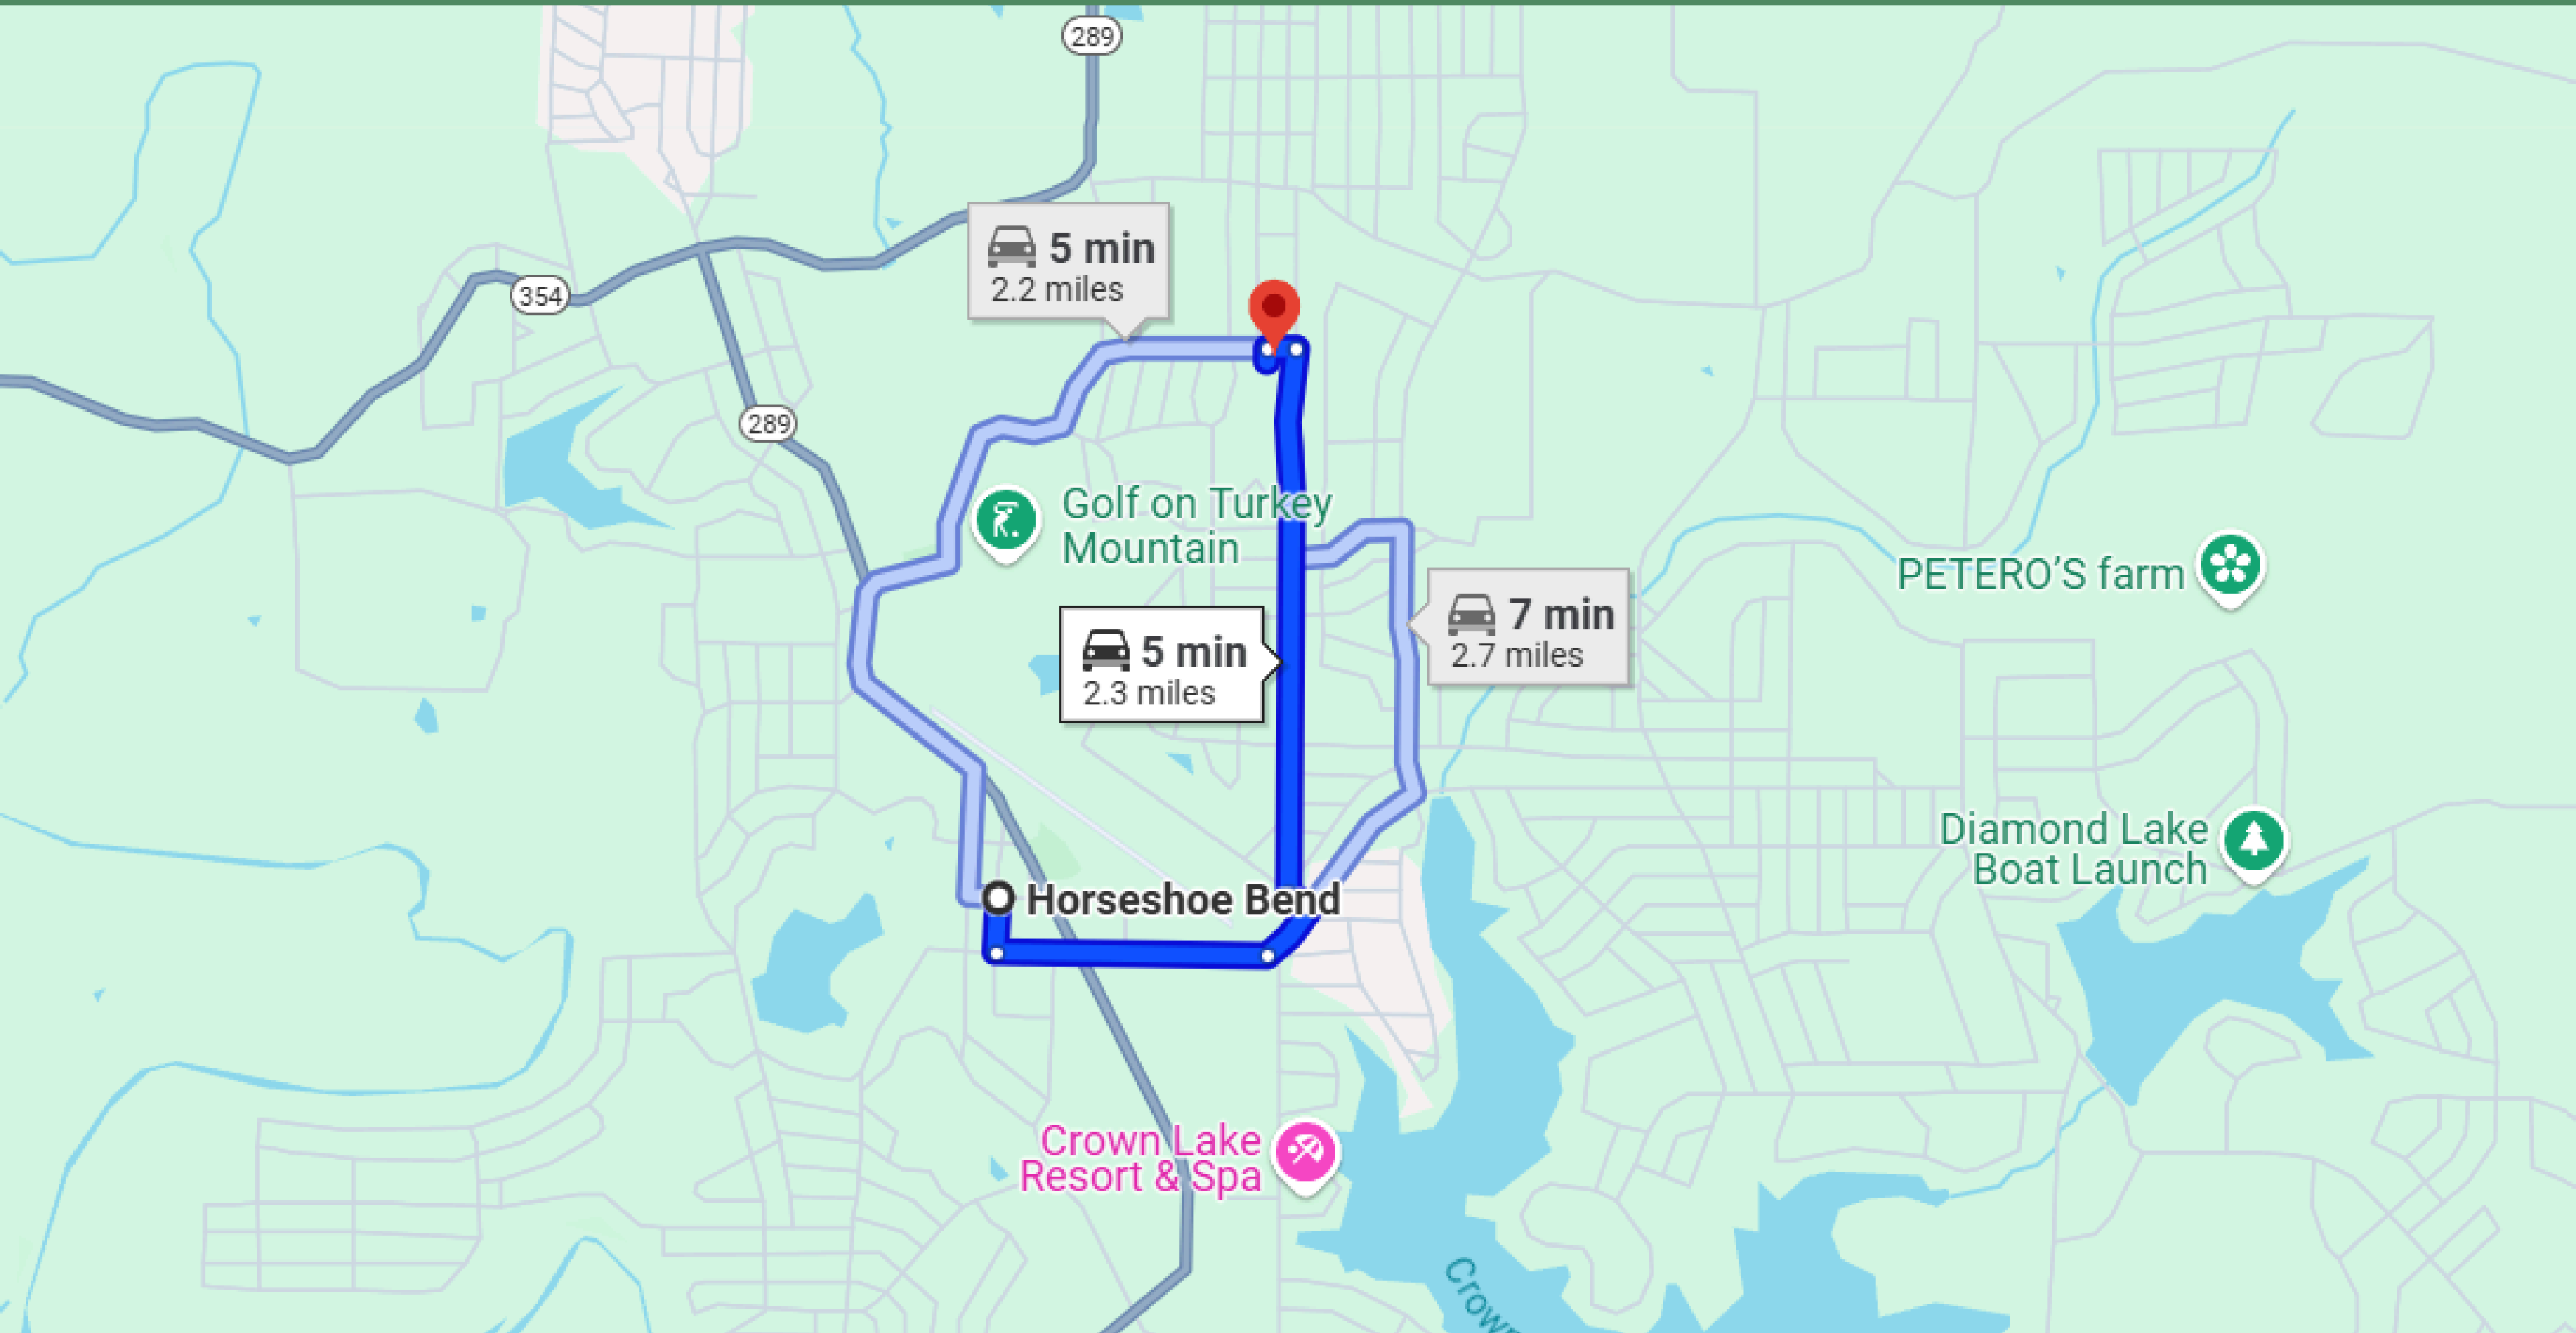 289
5 min
2.2 miles
354
289
Golf on Turkey
Mountain
PETERO'S farm
7 min
2.7 miles
5 min
2.3 miles
Diamond Lake
Boat Launch
Horseshoe Bend
Crown Lake
Resort & Spa